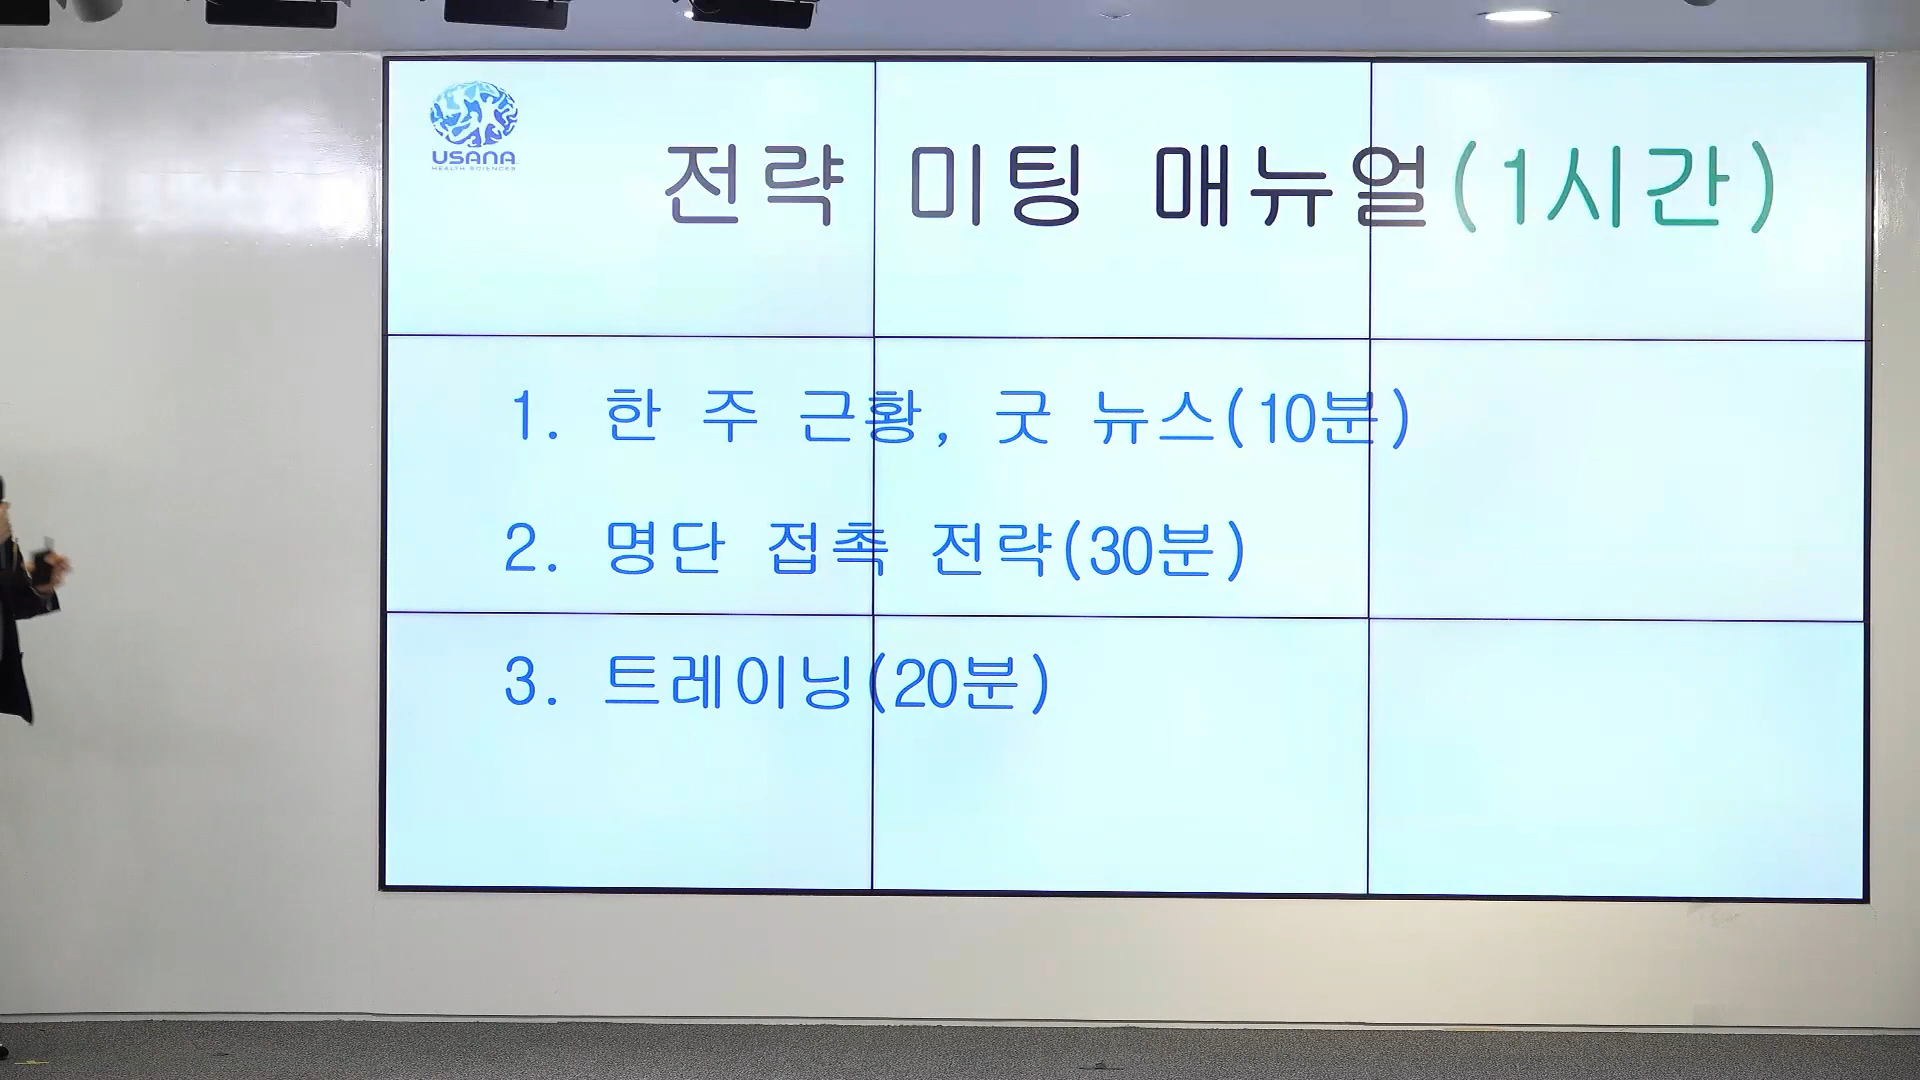 USANA
HEALTH SCIENCES
전략 미팅 매뉴얼(1시간)
1. 한 주 근황, 굿 뉴스(10분)
2. 명단 접촉 전략(30분)
3. 트레이닝(20분)